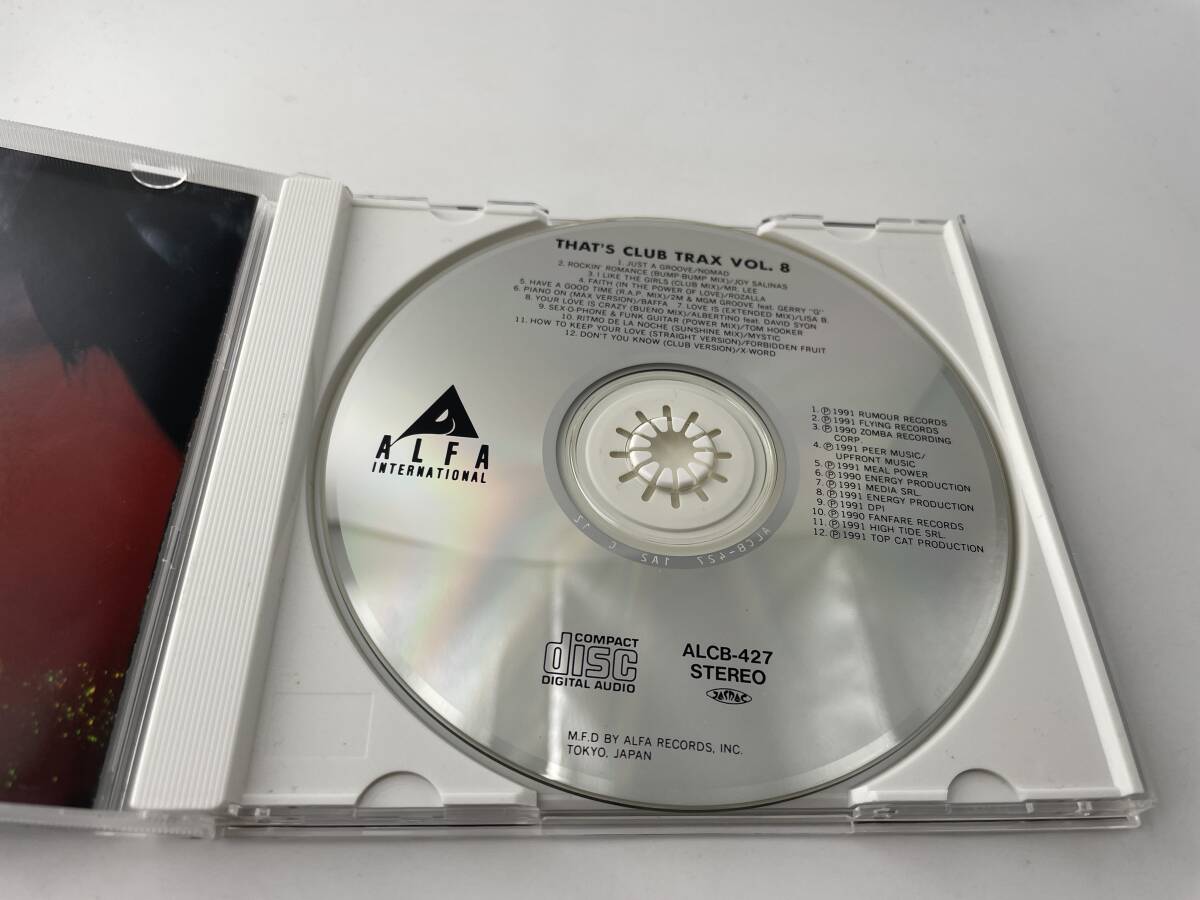 THAT'S CLUB TRAX VOL. 8
1. JUST A GROOVE/NOMAD
2. ROCKIN' ROMANCE (BUMP-BUMP MIX)/JOY SALINAS
3. I LIKE THE GIRLS (CLUB MIX)/MR. LEE
4. FAITH (IN THE POWER OF LOVE)/ROZALLA
5. HAVE A GOOD TIME (R.A.P. MIX)/2M & MGM GROOVE feat. GERRY "G"
6. PIANO ON (MAX VERSION)/BAFFA 7. LOVE IS (EXTENDED MIX)/LISA B.
8. YOUR LOVE IS CRAZY (BUENO MIX)/ALBERTINO feat. DAVID SYON
9. SEX-O-PHONE & FUNK GUITAR (POWER MIX)/TOM HOOKER
10. RITMO DE LA NOCHE (SUNSHINE MIX)/MYSTIC
11. HOW TO KEEP YOUR LOVE (STRAIGHT VERSION)/FORBIDDEN FRUIT
12. DON'T YOU KNOW (CLUB VERSION)/X-WORD
ALFA
INTERNATIONAL
1. Ⓟ 1991 RUMOUR RECORDS
2. Ⓟ 1991 FLYING RECORDS
3. Ⓟ 1990 ZOMBA RECORDING
CORP.
4. Ⓟ 1991 PEER MUSIC/
UPFRONT MUSIC
5. Ⓟ 1991 MEAL POWER
6. Ⓟ 1990 ENERGY PRODUCTION
7. Ⓟ 1991 MEDIA SRL.
8. Ⓟ 1991 ENERGY PRODUCTION
9. Ⓟ 1991 DPI
10. Ⓟ 1990 FANFARE RECORDS
11. Ⓟ 1991 HIGH TIDE SRL.
12. Ⓟ 1991 TOP CAT PRODUCTION
ALCB-427 1A2 C 12
COMPACT
disc
DIGITAL AUDIO
ALCB-427
STEREO
JASRAC
M.F.D BY ALFA RECORDS, INC.
TOKYO. JAPAN